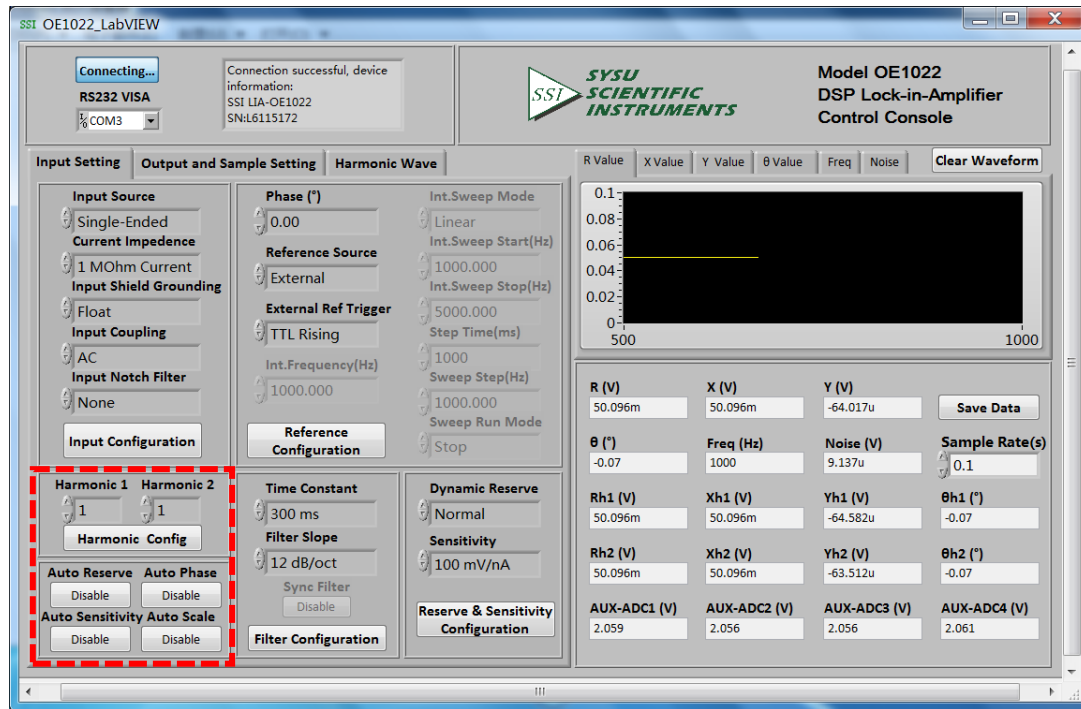 SSI OE1022_LabVIEW
Connecting...
RS232 VISA
COM3
Connection successful, device
information:
SSI LIA-OE1022
SN:L6115172
SSI
SYSU
SCIENTIFIC
INSTRUMENTS
Model OE1022
DSP Lock-in-Amplifier
Control Console
Input Setting
Output and Sample Setting
Harmonic Wave
Input Source
Single-Ended
Current Impedence
1 MOhm Current
Input Shield Grounding
Float
Input Coupling
AC
Input Notch Filter
None
Input Configuration
Phase (°)
0.00
Reference Source
External
External Ref Trigger
TTL Rising
Int.Frequency(Hz)
1000.000
Reference
Configuration
Int.Sweep Mode
Linear
Int.Sweep Start(Hz)
1000.000
Int.Sweep Stop(Hz)
5000.000
Step Time(ms)
1000
Sweep Step(Hz)
1000.000
Sweep Run Mode
Stop
Harmonic 1 Harmonic 2
1 1
Harmonic Config
Auto Reserve Auto Phase
Disable Disable
Auto Sensitivity Auto Scale
Disable Disable
Time Constant
300 ms
Filter Slope
12 dB/oct
Sync Filter
Disable
Filter Configuration
Dynamic Reserve
Normal
Sensitivity
100 mV/nA
Reserve & Sensitivity
Configuration
R Value X Value Y Value θ Value Freq Noise Clear Waveform
0.1
0.08
0.06
0.04
0.02
0
500 1000
R (V) X (V) Y (V)
50.096m 50.096m -64.017u Save Data
θ (°) Freq (Hz) Noise (V) Sample Rate(s)
-0.07 1000 9.137u 0.1
Rh1 (V) Xh1 (V) Yh1 (V) θh1 (°)
50.096m 50.096m -64.582u -0.07
Rh2 (V) Xh2 (V) Yh2 (V) θh2 (°)
50.096m 50.096m -63.512u -0.07
AUX-ADC1 (V) AUX-ADC2 (V) AUX-ADC3 (V) AUX-ADC4 (V)
2.059 2.056 2.056 2.061